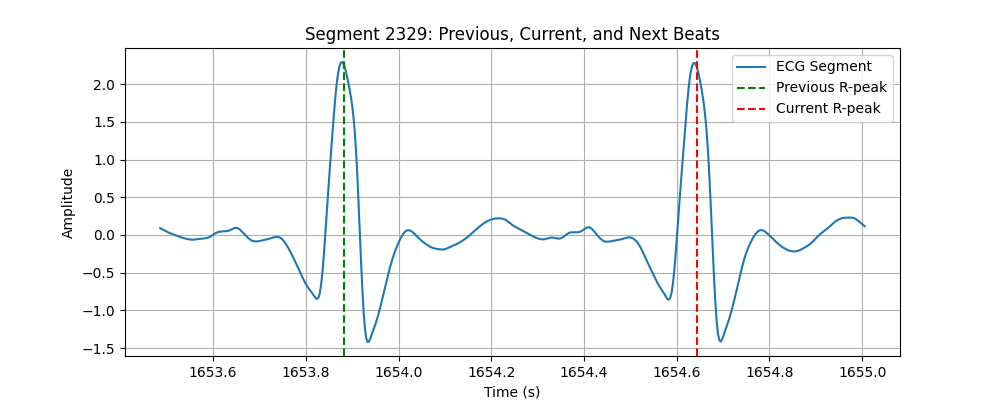 Segment 2329: Previous, Current, and Next Beats
ECG Segment
Previous R-peak
Current R-peak
Amplitude
2.0
1.5
1.0
0.5
0.0
−0.5
−1.0
−1.5
1653.6 1653.8 1654.0 1654.2 1654.4 1654.6 1654.8 1655.0
Time (s)